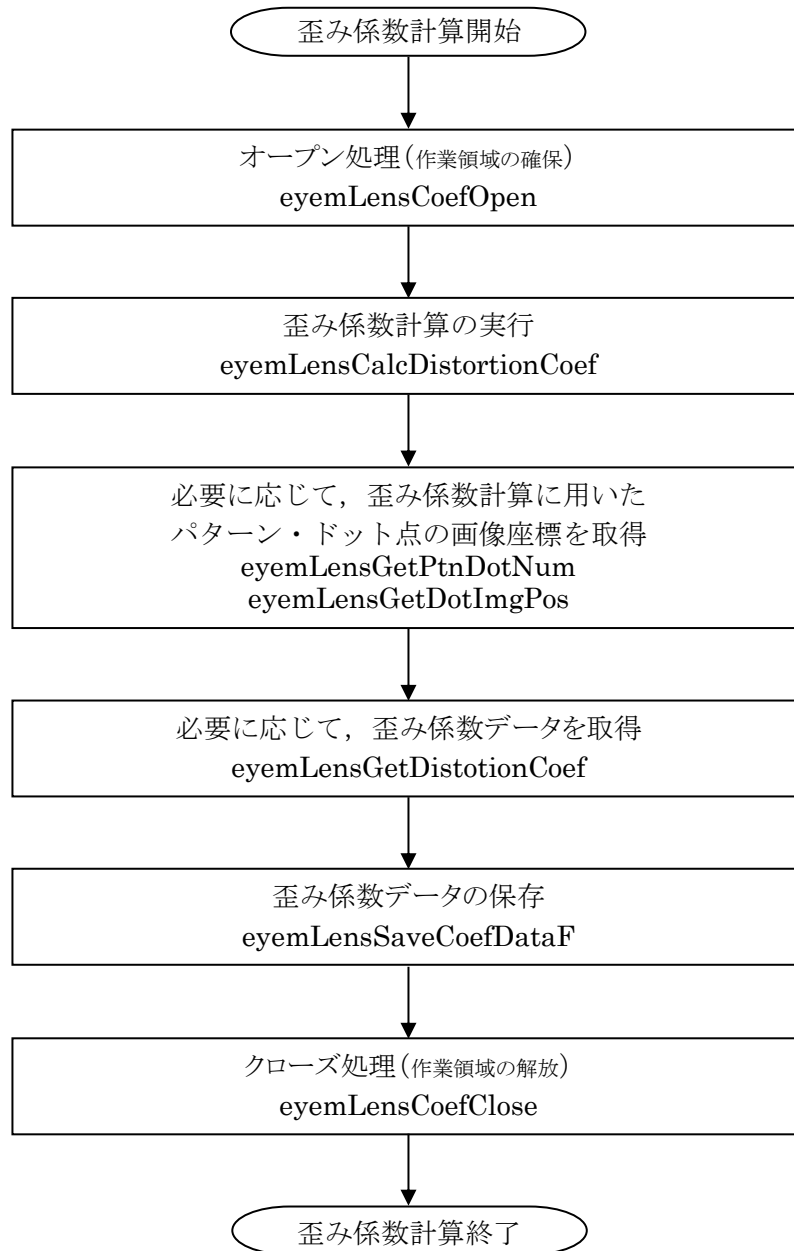 歪み係数計算開始
オープン処理(作業領域の確保)
eyemLensCoefOpen
歪み係数計算の実行
eyemLensCalcDistortionCoef
必要に応じて，歪み係数計算に用いた
パターン・ドット点の画像座標を取得
eyemLensGetPtnDotNum
eyemLensGetDotImgPos
必要に応じて，歪み係数データを取得
eyemLensGetDistotionCoef
歪み係数データの保存
eyemLensSaveCoefDataF
クローズ処理(作業領域の解放)
eyemLensCoefClose
歪み係数計算終了